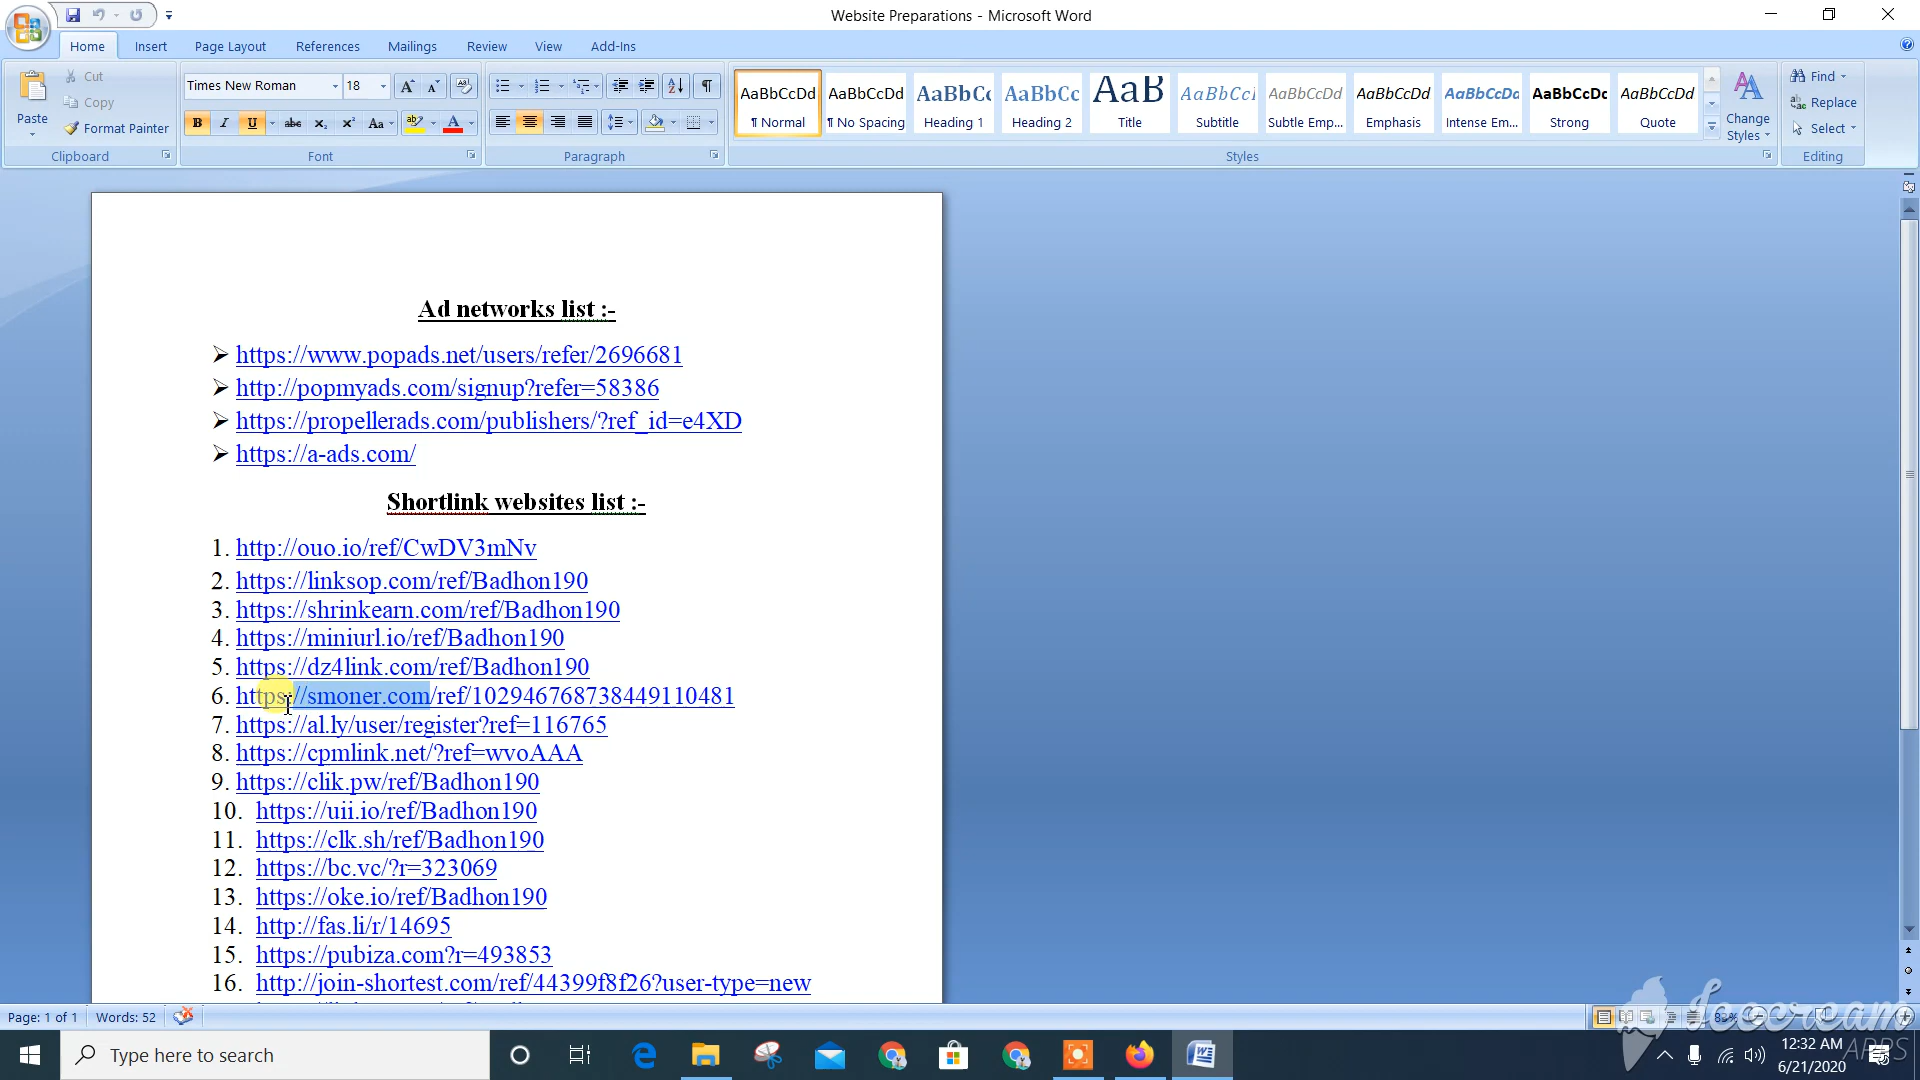 Website Preparations - Microsoft Word
Home Insert Page Layout References Mailings Review View Add-Ins
Paste
Cut
Copy
Format Painter
Clipboard
Times New Roman 18
B I U abc X₂ X² Aa
Font
Paragraph
AaBbCcDd AaBbCcDd AaBbCc AaBbCc AaB AaBbCcI AaBbCcDd AaBbCcDd AaBbCcDc AaBbCcDc AaBbCcDd
¶ Normal ¶ No Spacing Heading 1 Heading 2 Title Subtitle Subtle Emp... Emphasis Intense Em... Strong Quote
Change
Styles
Styles
Find
Replace
Select
Editing
Ad networks list :-
https://www.popads.net/users/refer/2696681
http://popmyads.com/signup?refer=58386
https://propellerads.com/publishers/?ref_id=e4XD
https://a-ads.com/
Shortlink websites list :-
1. http://ouo.io/ref/CwDV3mNv
2. https://linksop.com/ref/Badhon190
3. https://shrinkearn.com/ref/Badhon190
4. https://miniurl.io/ref/Badhon190
5. https://dz4link.com/ref/Badhon190
6. https://smoner.com/ref/102946768738449110481
7. https://al.ly/user/register?ref=116765
8. https://cpmlink.net/?ref=wvoAAA
9. https://clik.pw/ref/Badhon190
10. https://uii.io/ref/Badhon190
11. https://clk.sh/ref/Badhon190
12. https://bc.vc/?r=323069
13. https://oke.io/ref/Badhon190
14. http://fas.li/r/14695
15. https://pubiza.com?r=493853
16. http://join-shortest.com/ref/44399f8f26?user-type=new
Page: 1 of 1 Words: 52
Icecream
APPS
Type here to search
12:32 AM
6/21/2020